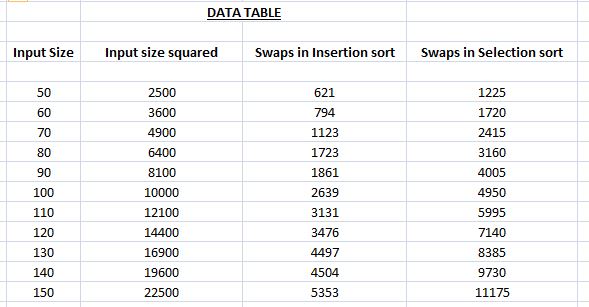 DATA TABLE
Input Size Input size squared Swaps in Insertion sort Swaps in Selection sort
50 2500 621 1225
60 3600 794 1720
70 4900 1123 2415
80 6400 1723 3160
90 8100 1861 4005
100 10000 2639 4950
110 12100 3131 5995
120 14400 3476 7140
130 16900 4497 8385
140 19600 4504 9730
150 22500 5353 11175